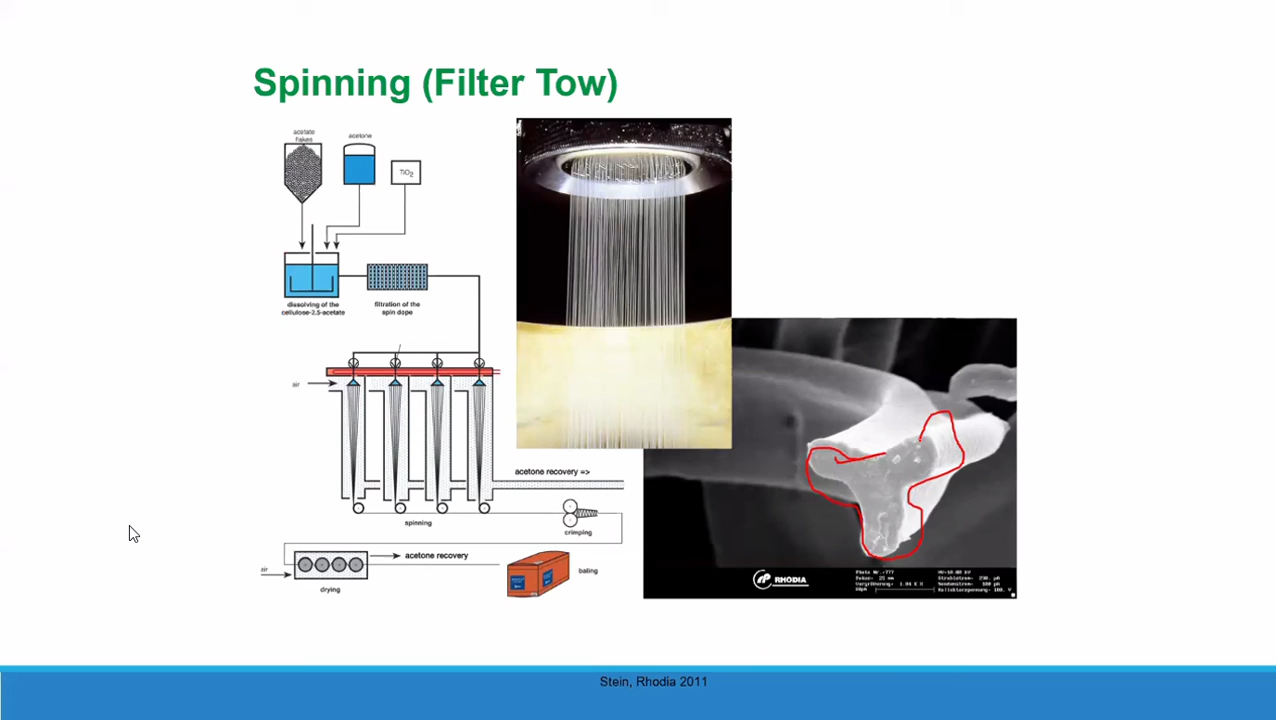 Spinning (Filter Tow)
acetate
flakes
acetone
TiO2
dissolving of the
cellulose-2.5-acetate
filtration of the
spin dope
air
acetone recovery =>
spinning
crimping
air
acetone recovery
drying
baling
RHODIA
Stein, Rhodia 2011